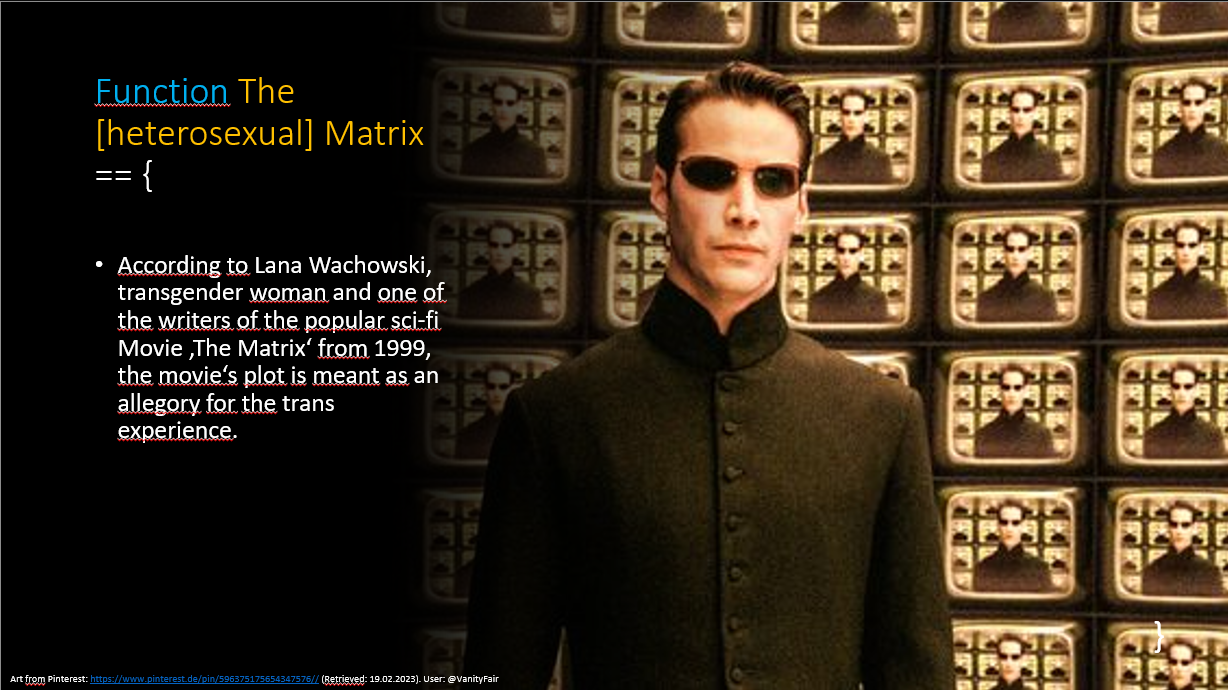 Function The
[heterosexual] Matrix
== {
• According to Lana Wachowski,
transgender woman and one of
the writers of the popular sci-fi
Movie ‚The Matrix‘ from 1999,
the movie‘s plot is meant as an
allegory for the trans
experience.
}
Art from Pinterest: https://www.pinterest.de/pin/596375175654347576// (Retrieved: 19.02.2023). User: @VanityFair